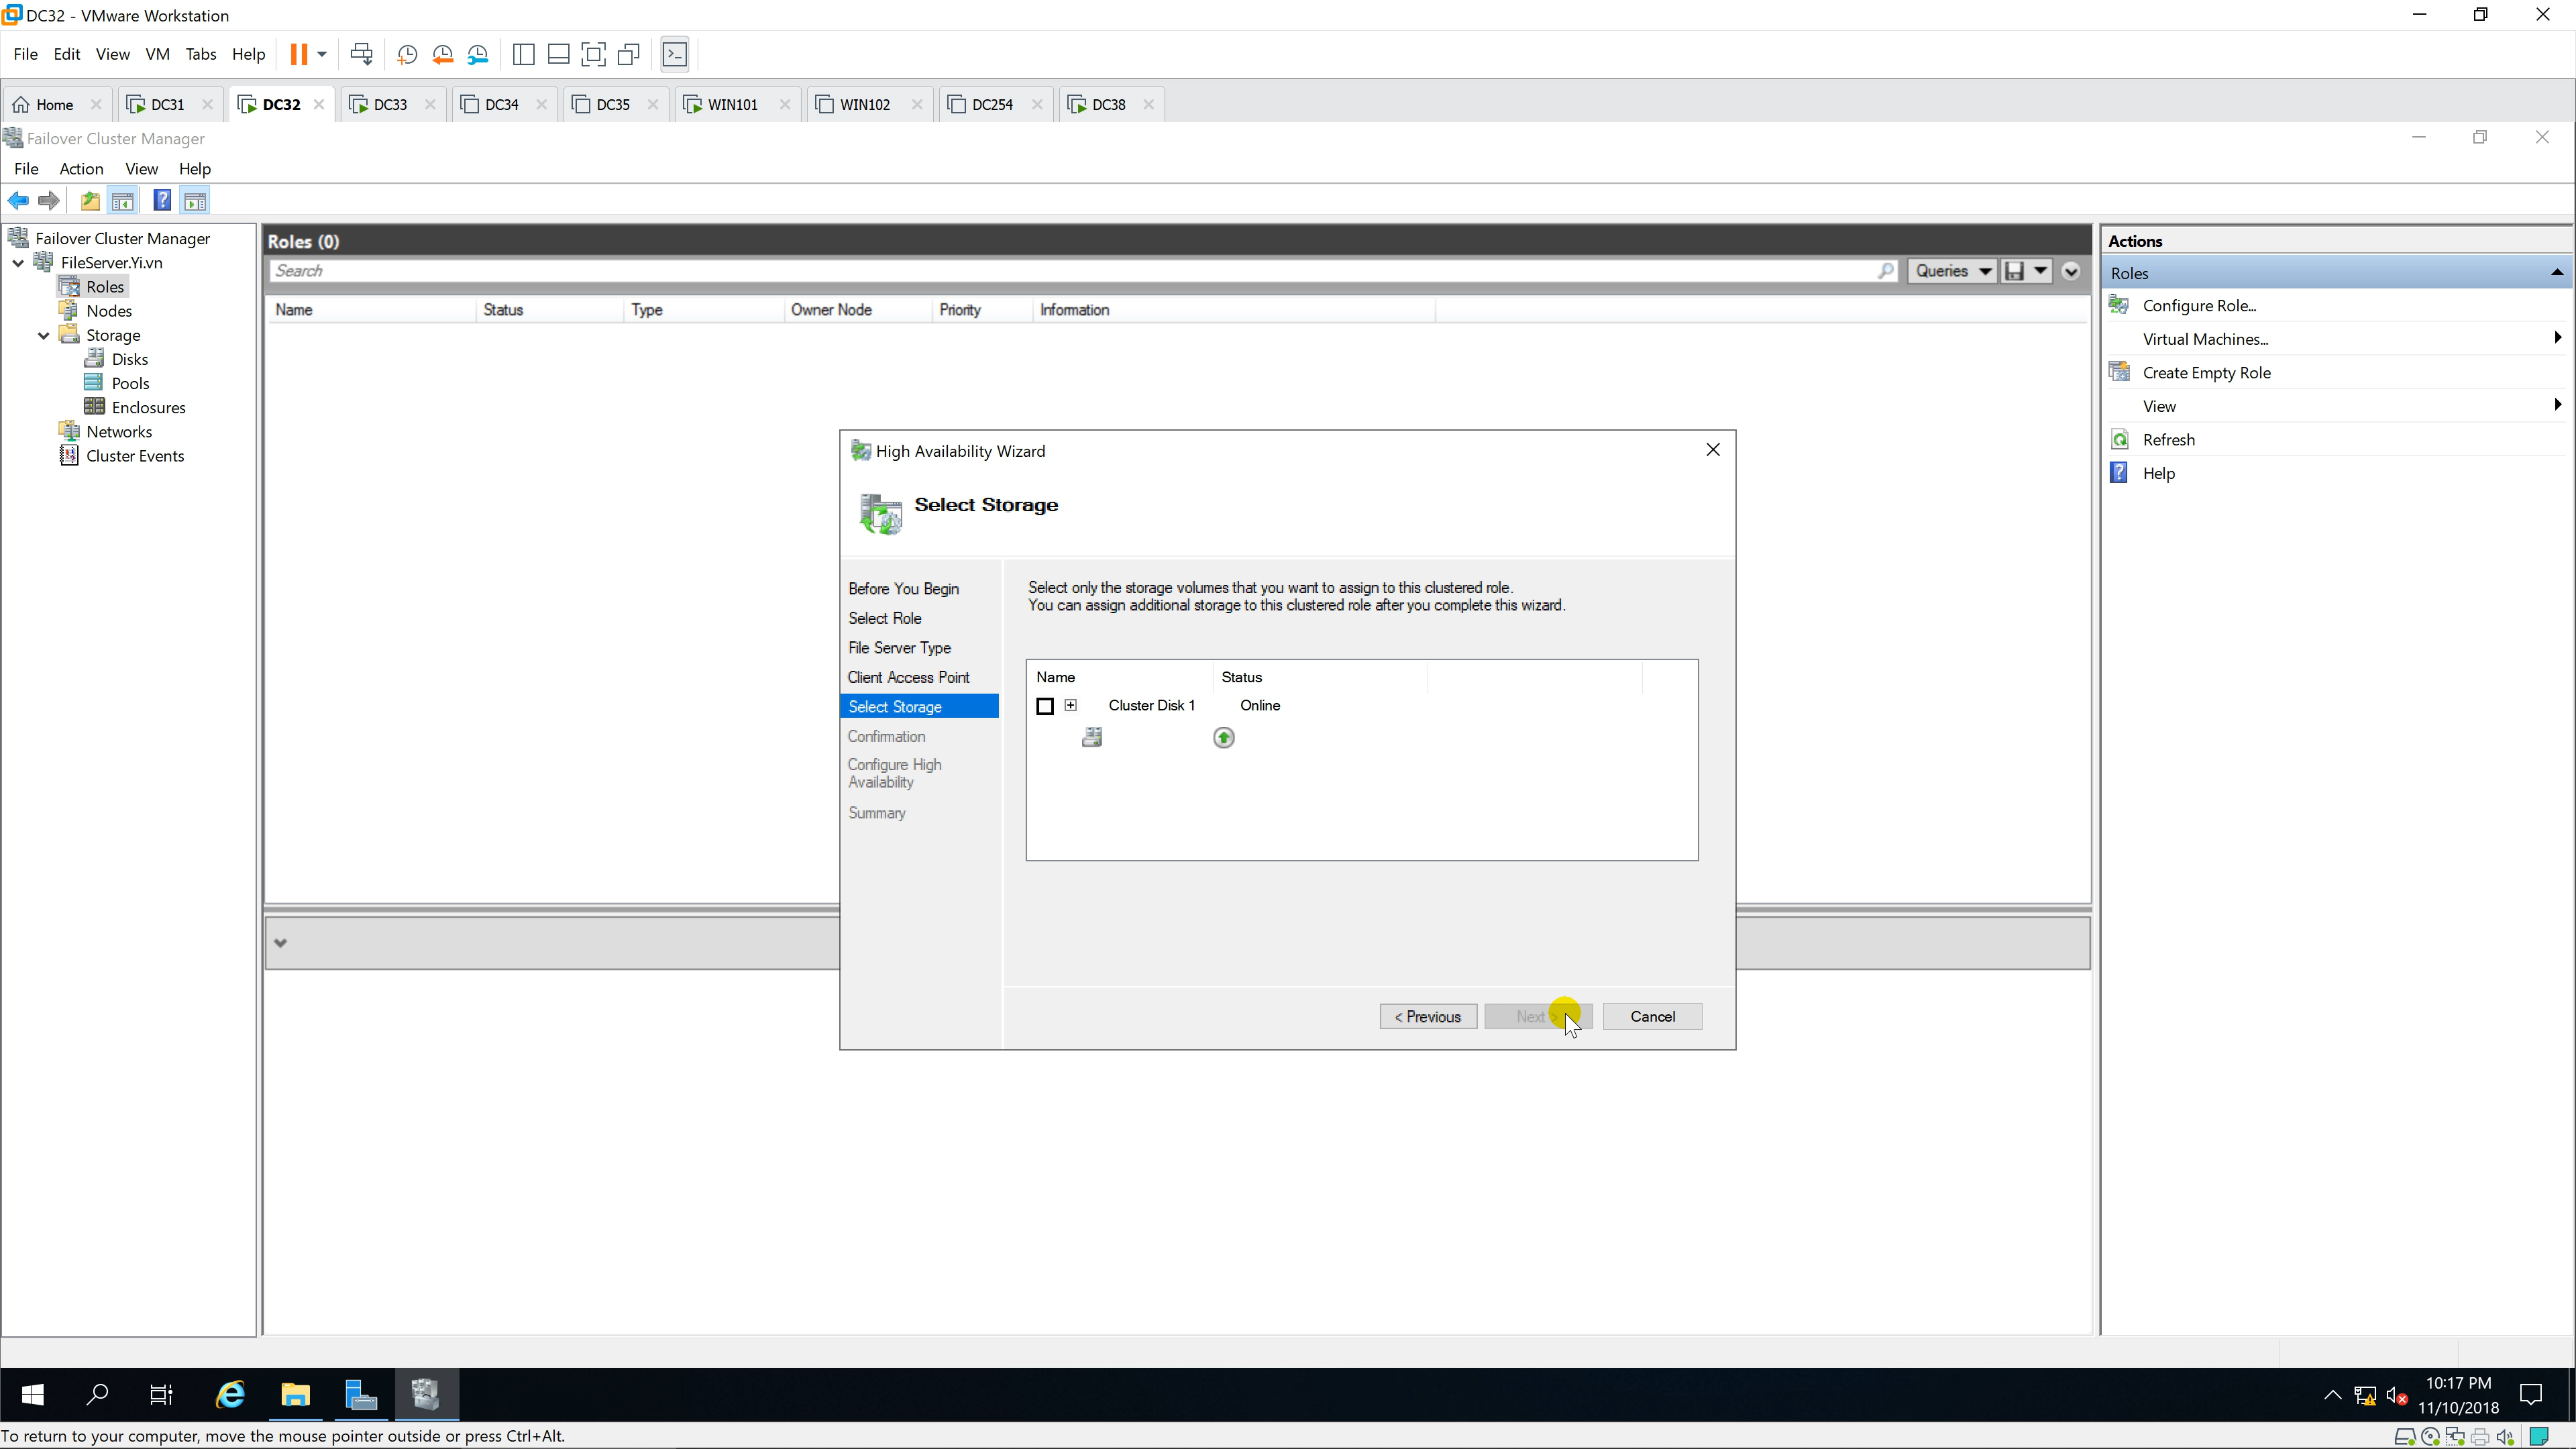 DC32 - VMware Workstation
File Edit View VM Tabs Help
Home DC31 DC32 DC33 DC34 DC35 WIN101 WIN102 DC254 DC38
Failover Cluster Manager
File Action View Help
Failover Cluster Manager
FileServer.Yi.vn
Roles
Nodes
Storage
Disks
Pools
Enclosures
Networks
Cluster Events
Roles (0)
Search
Queries
Name Status Type Owner Node Priority Information
Actions
Roles
Configure Role...
Virtual Machines...
Create Empty Role
View
Refresh
Help
High Availability Wizard
Select Storage
Before You Begin
Select Role
File Server Type
Client Access Point
Select Storage
Confirmation
Configure High
Availability
Summary
Select only the storage volumes that you want to assign to this clustered role.
You can assign additional storage to this clustered role after you complete this wizard.
Name Status
Cluster Disk 1 Online
< Previous Next > Cancel
10:17 PM
11/10/2018
To return to your computer, move the mouse pointer outside or press Ctrl+Alt.